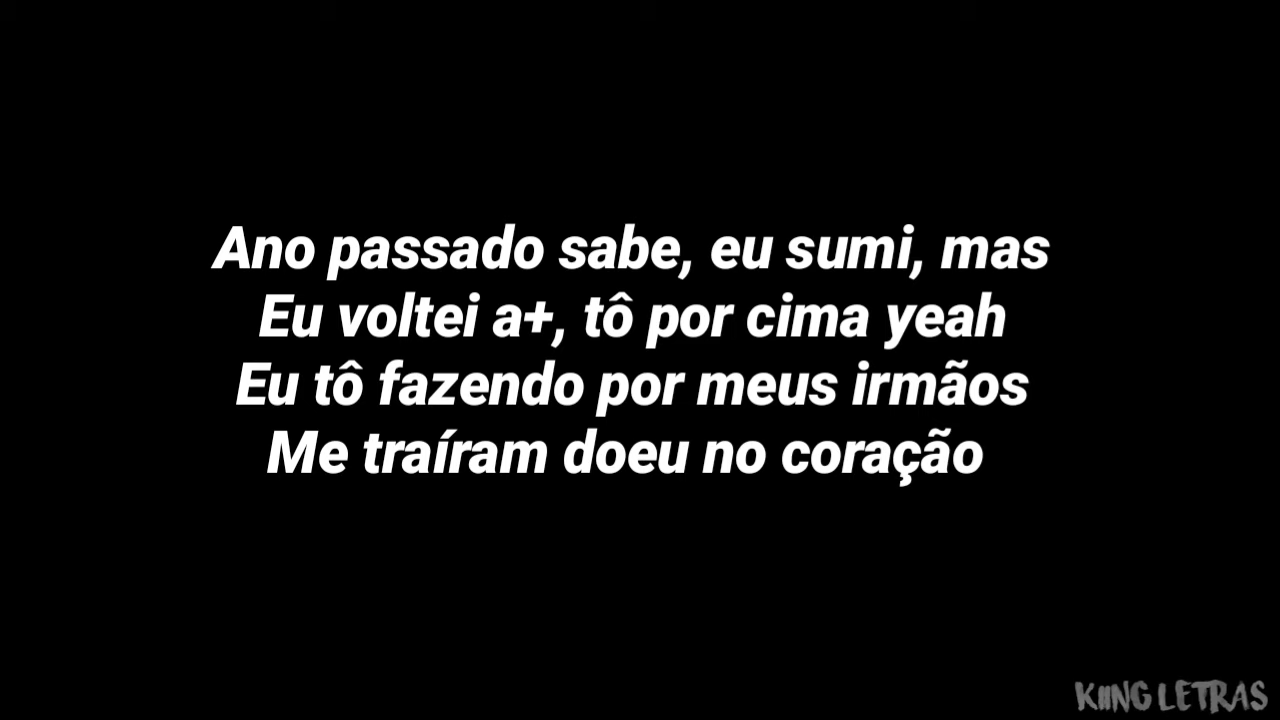 Ano passado sabe, eu sumi, mas
Eu voltei a+, tô por cima yeah
Eu tô fazendo por meus irmãos
Me traíram doeu no coração
KIING LETRAS